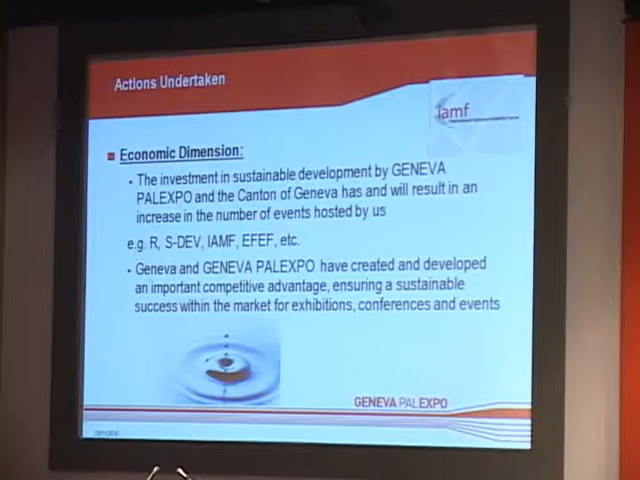 Actions Undertaken
iamf
Economic Dimension:
The investment in sustainable development by GENEVA
PALEXPO and the Canton of Geneva has and will result in an
increase in the number of events hosted by us
e.g. R, S-DEV, IAMF, EFEF, etc.
Geneva and GENEVA PALEXPO have created and developed
an important competitive advantage, ensuring a sustainable
success within the market for exhibitions, conferences and events
GENEVA PALEXPO